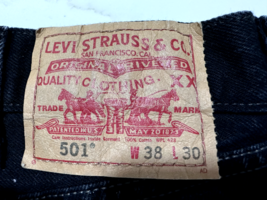 LEVI STRAUSS & CO.
SAN FRANCISCO, CAL.
ORIGINAL RIVETED
QUALITY CLOTHING. XX
TRADE MARK
PATENTED IN U.S. MAY 20 1873
501® W 38 L 30